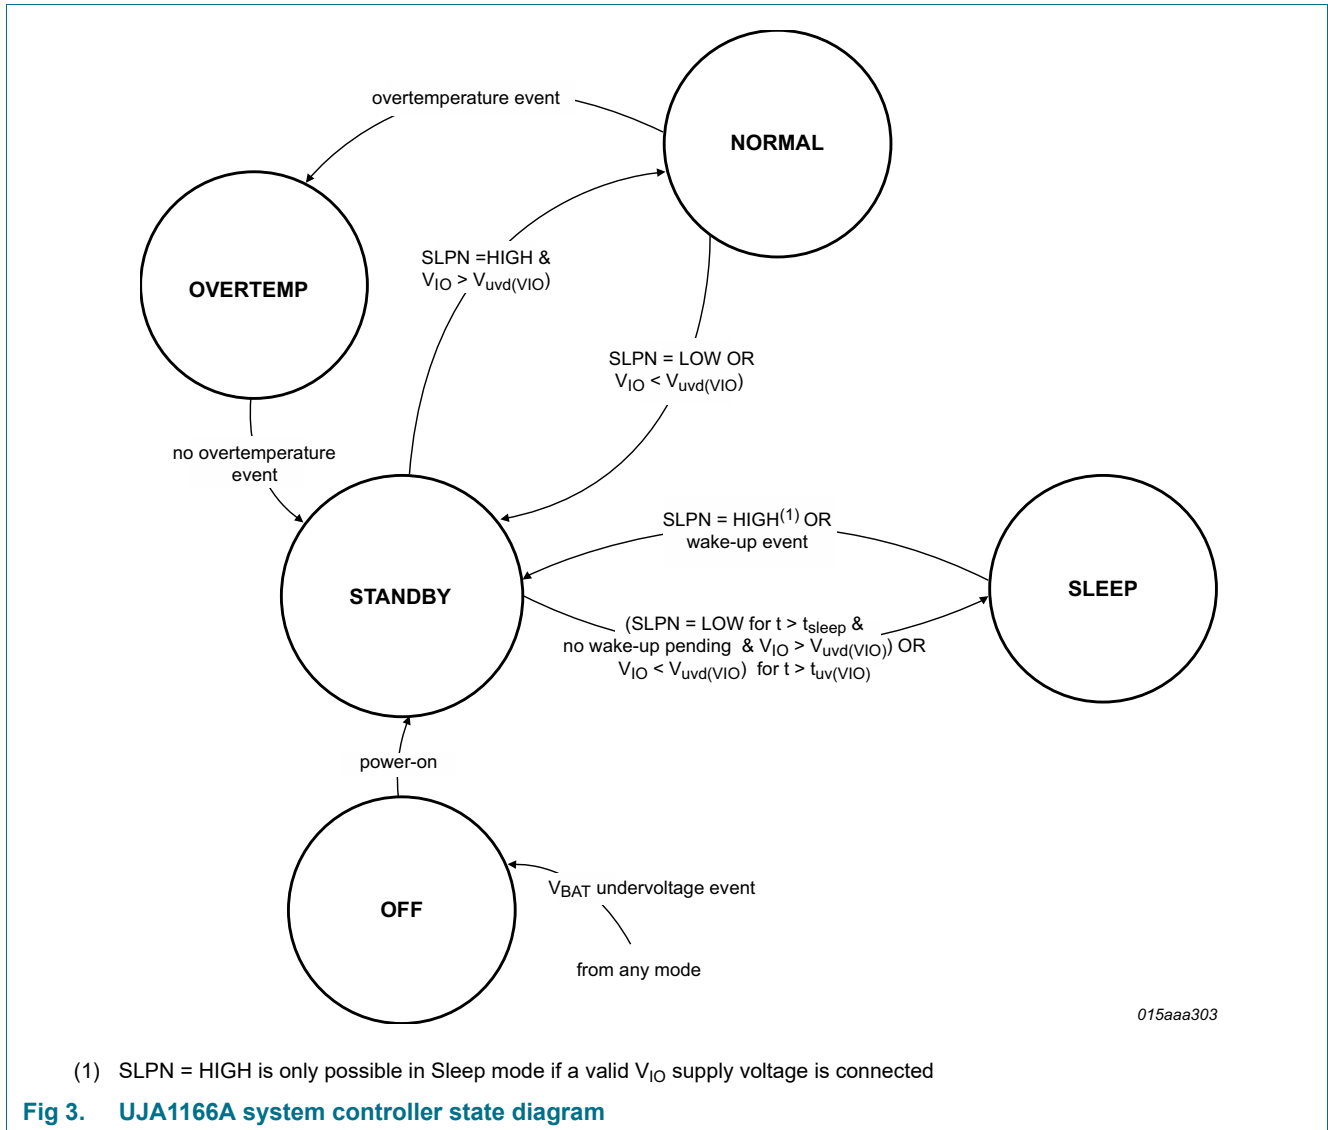 overtemperature event
NORMAL
SLPN =HIGH &
VIO > Vuvd(VIO)
OVERTEMP
SLPN = LOW OR
VIO < Vuvd(VIO)
no overtemperature
event
SLPN = HIGH(1) OR
wake-up event
STANDBY
SLEEP
(SLPN = LOW for t > tsleep &
no wake-up pending & VIO > Vuvd(VIO)) OR
VIO < Vuvd(VIO) for t > tuv(VIO)
power-on
VBAT undervoltage event
OFF
from any mode
015aaa303
(1) SLPN = HIGH is only possible in Sleep mode if a valid VIO supply voltage is connected
Fig 3. UJA1166A system controller state diagram